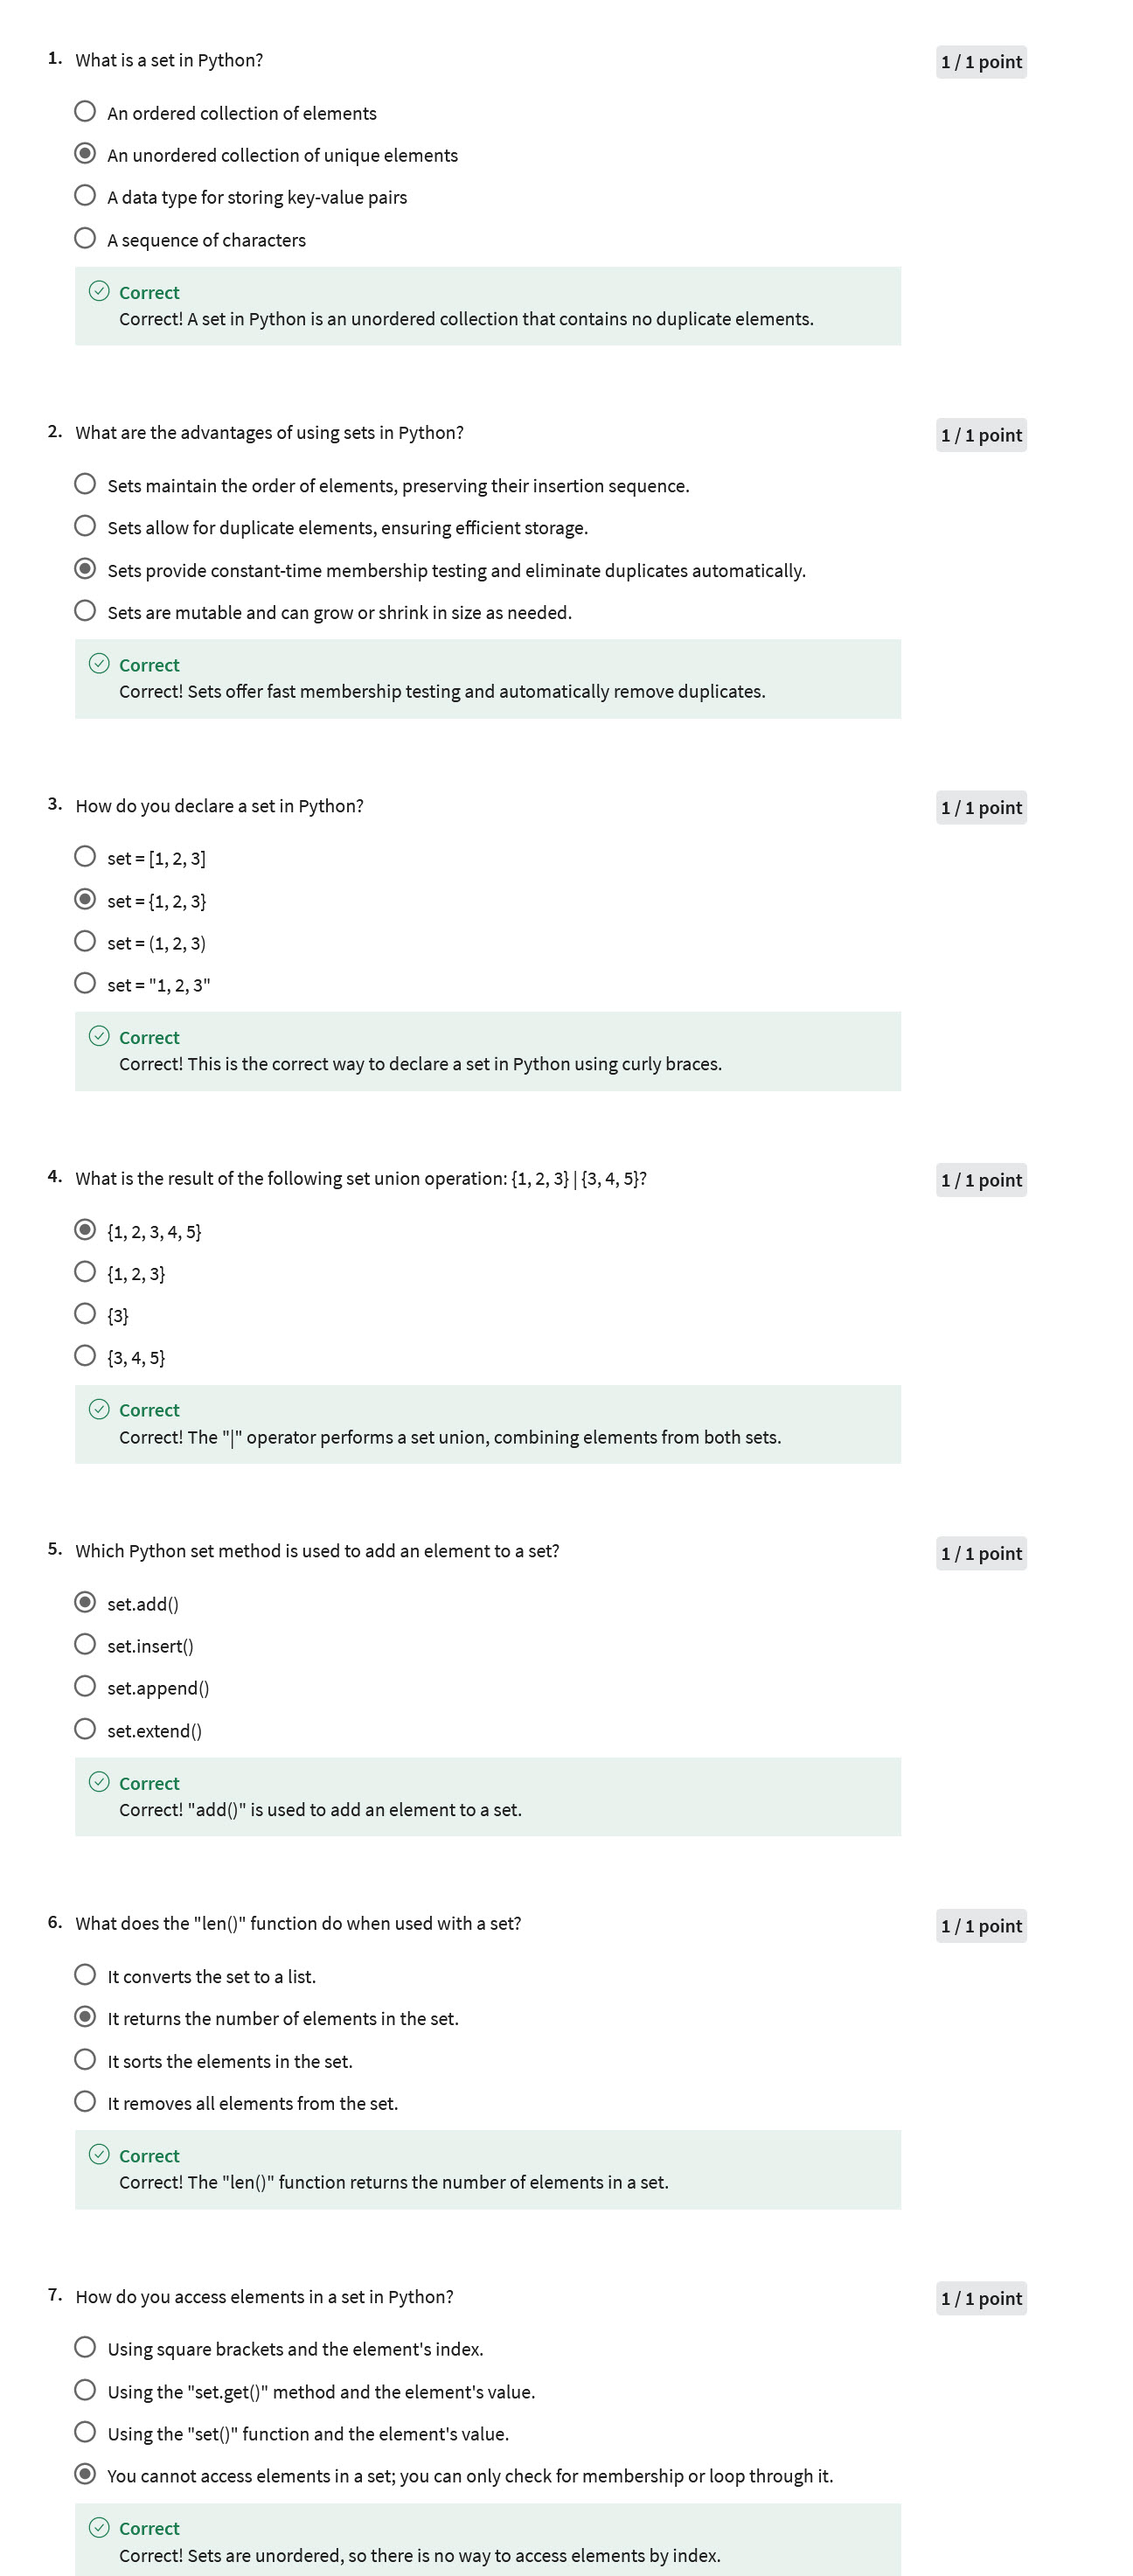 1. What is a set in Python?
1 / 1 point
An ordered collection of elements
An unordered collection of unique elements
A data type for storing key-value pairs
A sequence of characters
Correct
Correct! A set in Python is an unordered collection that contains no duplicate elements.
2. What are the advantages of using sets in Python?
1 / 1 point
Sets maintain the order of elements, preserving their insertion sequence.
Sets allow for duplicate elements, ensuring efficient storage.
Sets provide constant-time membership testing and eliminate duplicates automatically.
Sets are mutable and can grow or shrink in size as needed.
Correct
Correct! Sets offer fast membership testing and automatically remove duplicates.
3. How do you declare a set in Python?
1 / 1 point
set = [1, 2, 3]
set = {1, 2, 3}
set = (1, 2, 3)
set = "1, 2, 3"
Correct
Correct! This is the correct way to declare a set in Python using curly braces.
4. What is the result of the following set union operation: {1, 2, 3} | {3, 4, 5}?
1 / 1 point
{1, 2, 3, 4, 5}
{1, 2, 3}
{3}
{3, 4, 5}
Correct
Correct! The "|" operator performs a set union, combining elements from both sets.
5. Which Python set method is used to add an element to a set?
1 / 1 point
set.add()
set.insert()
set.append()
set.extend()
Correct
Correct! "add()" is used to add an element to a set.
6. What does the "len()" function do when used with a set?
1 / 1 point
It converts the set to a list.
It returns the number of elements in the set.
It sorts the elements in the set.
It removes all elements from the set.
Correct
Correct! The "len()" function returns the number of elements in a set.
7. How do you access elements in a set in Python?
1 / 1 point
Using square brackets and the element's index.
Using the "set.get()" method and the element's value.
Using the "set()" function and the element's value.
You cannot access elements in a set; you can only check for membership or loop through it.
Correct
Correct! Sets are unordered, so there is no way to access elements by index.